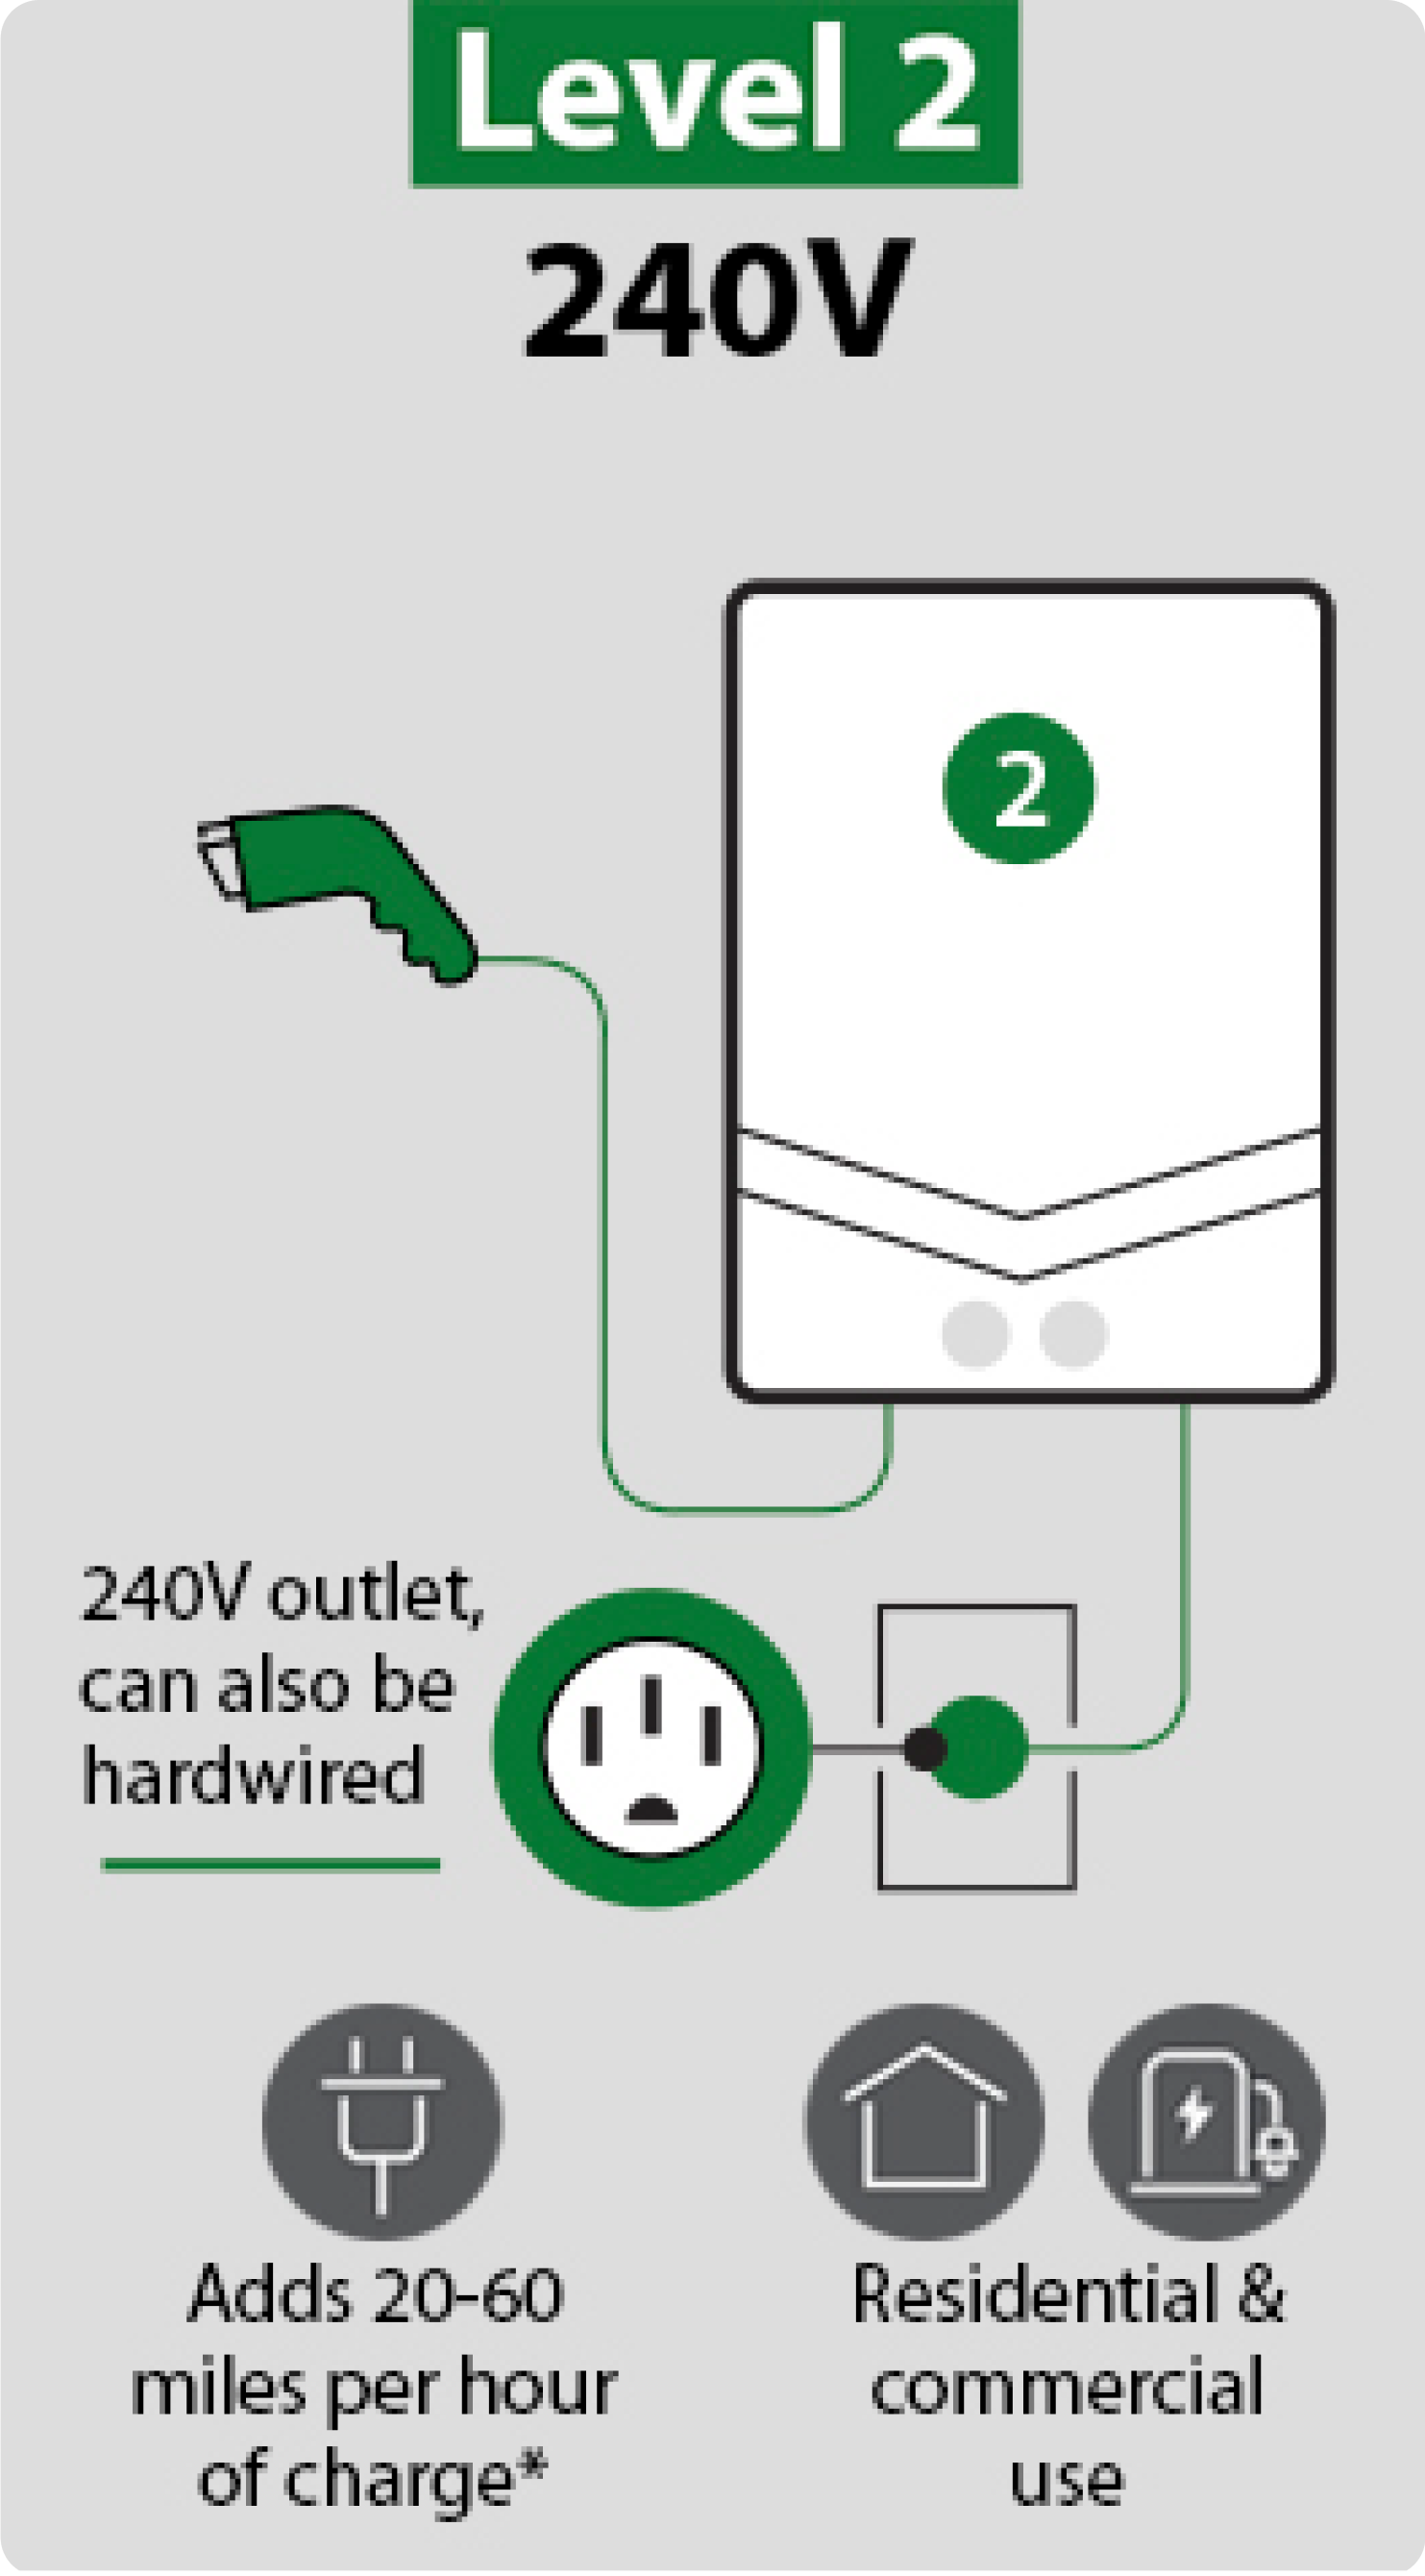 Level 2
240V
2
240V outlet,
can also be
hardwired
Adds 20-60
miles per hour
of charge*
Residential &
commercial
use